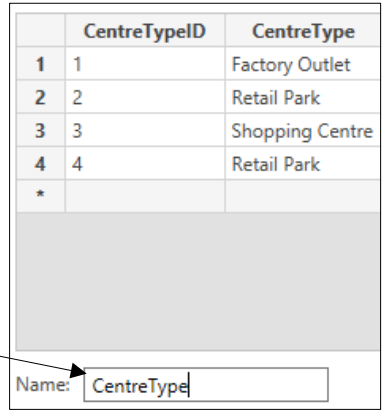 CentreTypeID CentreType
1 1 Factory Outlet
2 2 Retail Park
3 3 Shopping Centre
4 4 Retail Park
*
Name: CentreType